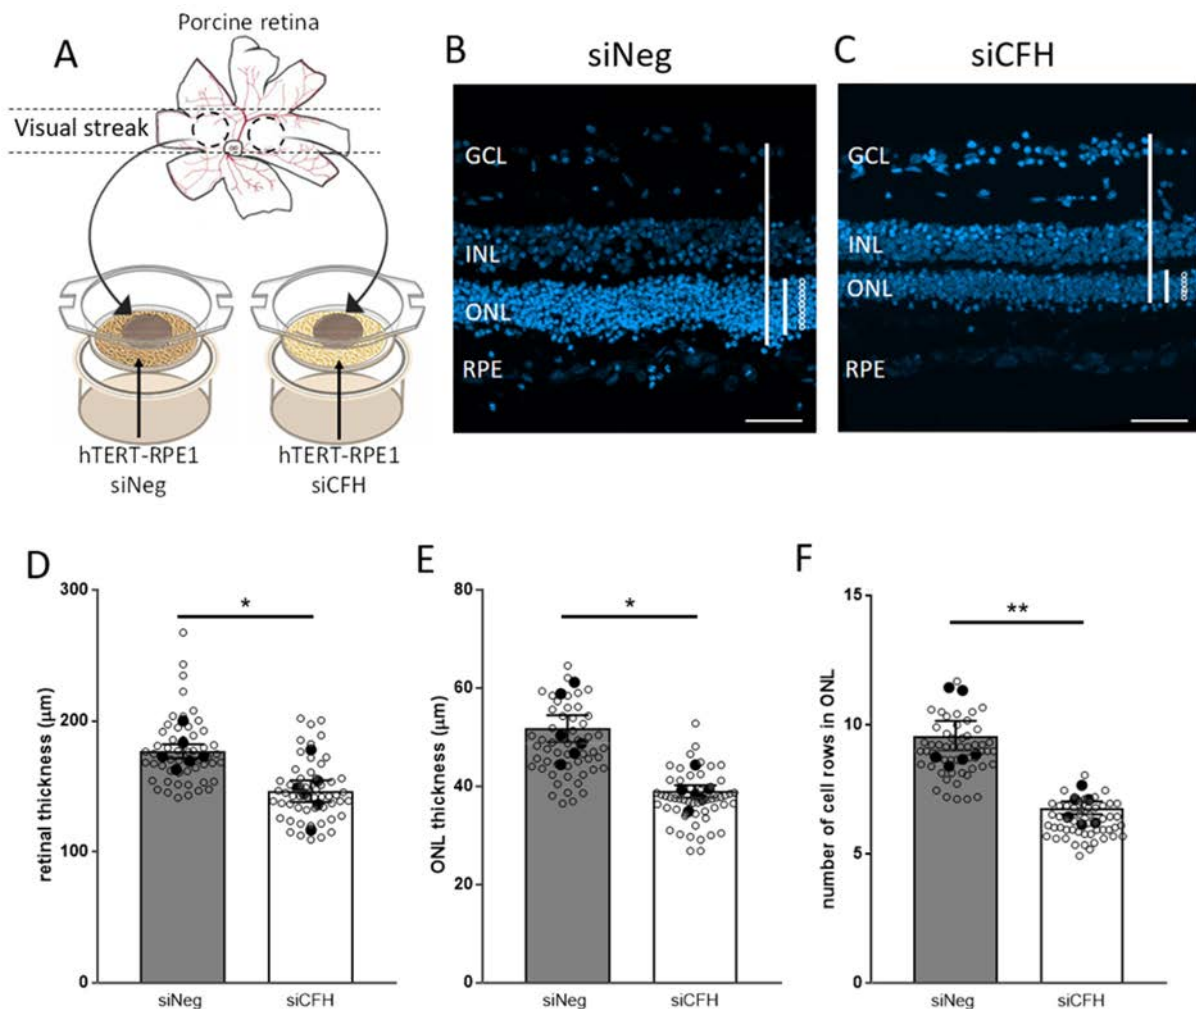 A
Porcine retina
Visual streak
hTERT-RPE1
siNeg
hTERT-RPE1
siCFH
B
siNeg
GCL
INL
ONL
RPE
C
siCFH
GCL
INL
ONL
RPE
D
retinal thickness (μm)
300
200
100
0
*
siNeg
siCFH
E
ONL thickness (μm)
80
60
40
20
0
*
siNeg
siCFH
F
number of cell rows in ONL
15
10
5
0
**
siNeg
siCFH